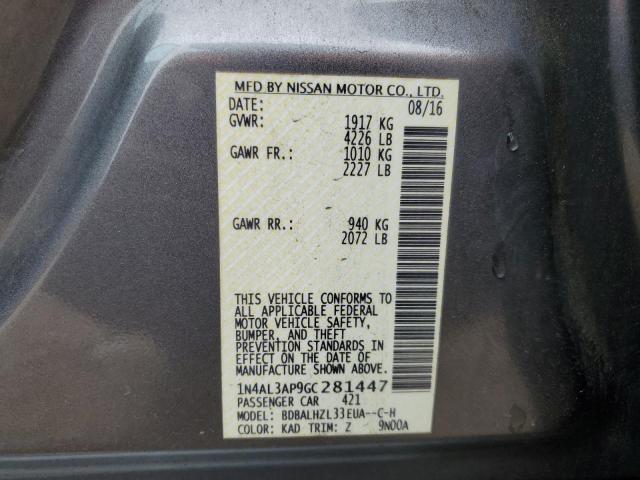 MFD BY NISSAN MOTOR CO., LTD.
DATE: 08/16
GVWR: 1917 KG
4226 LB
GAWR FR.: 1010 KG
2227 LB
GAWR RR.: 940 KG
2072 LB
THIS VEHICLE CONFORMS TO
ALL APPLICABLE FEDERAL
MOTOR VEHICLE SAFETY,
BUMPER, AND THEFT
PREVENTION STANDARDS IN
EFFECT ON THE DATE OF
MANUFACTURE SHOWN ABOVE.
1N4AL3AP9GC281447
PASSENGER CAR 421
MODEL: BDBALHZL33EUA--C-H
COLOR: KAD TRIM: Z 9N00A